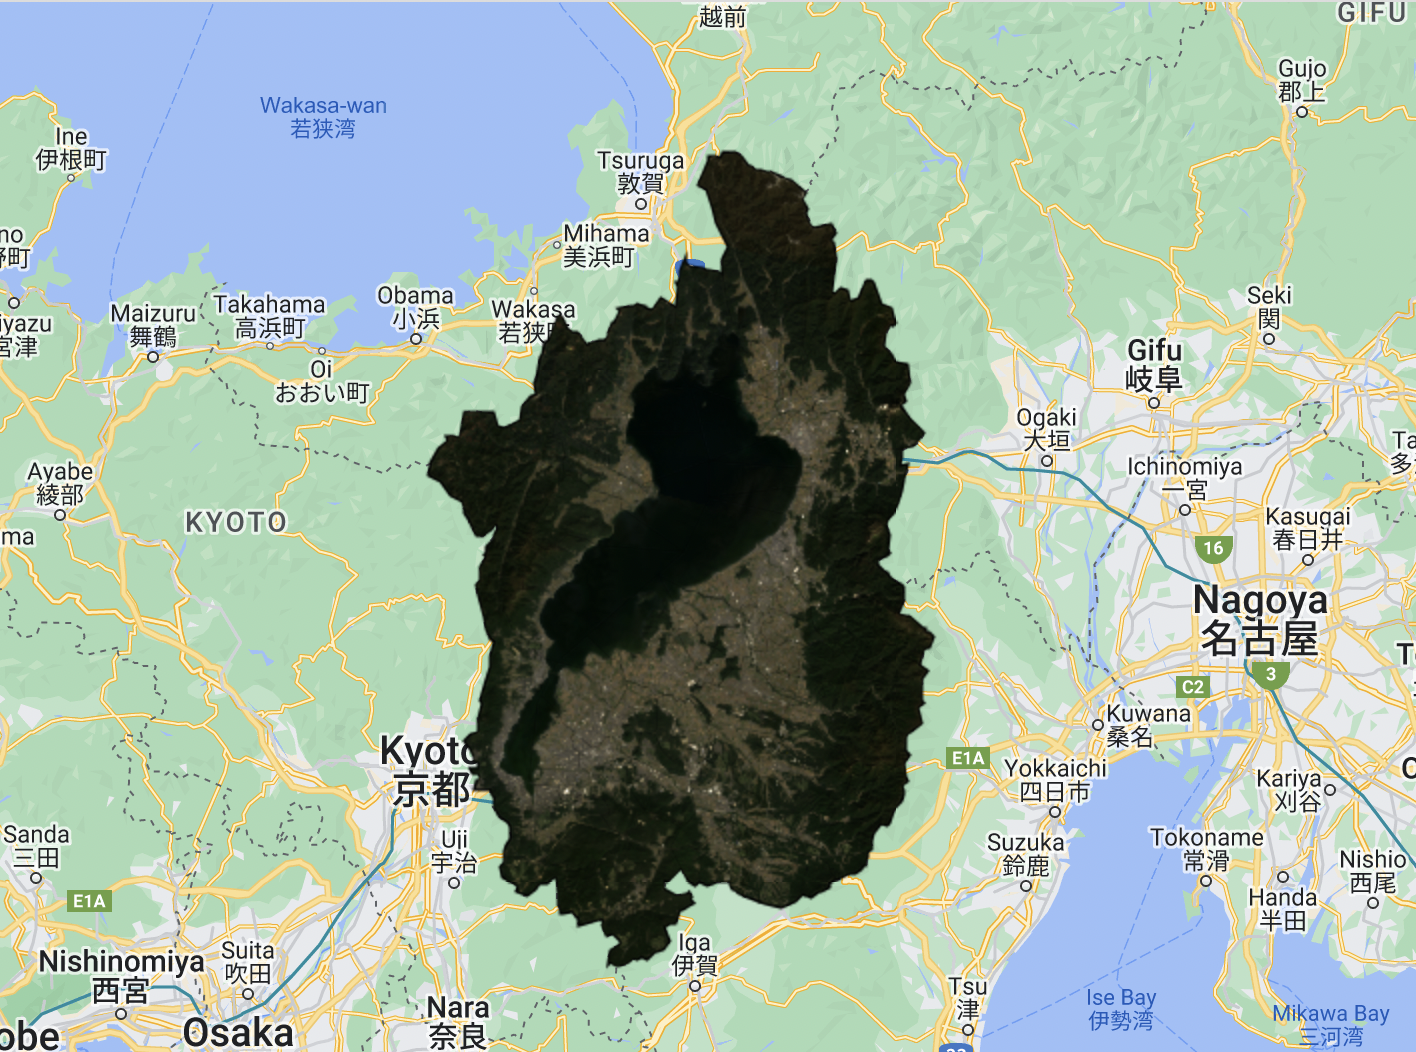 越前
GIFU
Gujo
郡上
Wakasa-wan
若狭湾
Ine
伊根町
Tsuruga
敦賀
Mihama
美浜町
no
野町
Takahama
高浜町
Obama
小浜
Wakasa
若狭町
Maizuru
舞鶴
iyazu
宮津
Oi
おおい町
Seki
関
Gifu
岐阜
Ogaki
大垣
Ta
多
Ichinomiya
一宮
Ayabe
綾部
KYOTO
ma
Kasugai
春日井
16
Nagoya
名古屋
3
C2
Kuwana
桑名
Kyoto
京都
E1A
Yokkaichi
四日市
Kariya
刈谷
Sanda
三田
Uji
宇治
Suzuka
鈴鹿
Tokoname
常滑
Nishio
西尾
E1A
Handa
半田
Suita
吹田
Iga
伊賀
Nishinomiya
西宮
Tsu
津
Ise Bay
伊勢湾
Mikawa Bay
三河湾
Nara
奈良
Osaka
obe
23